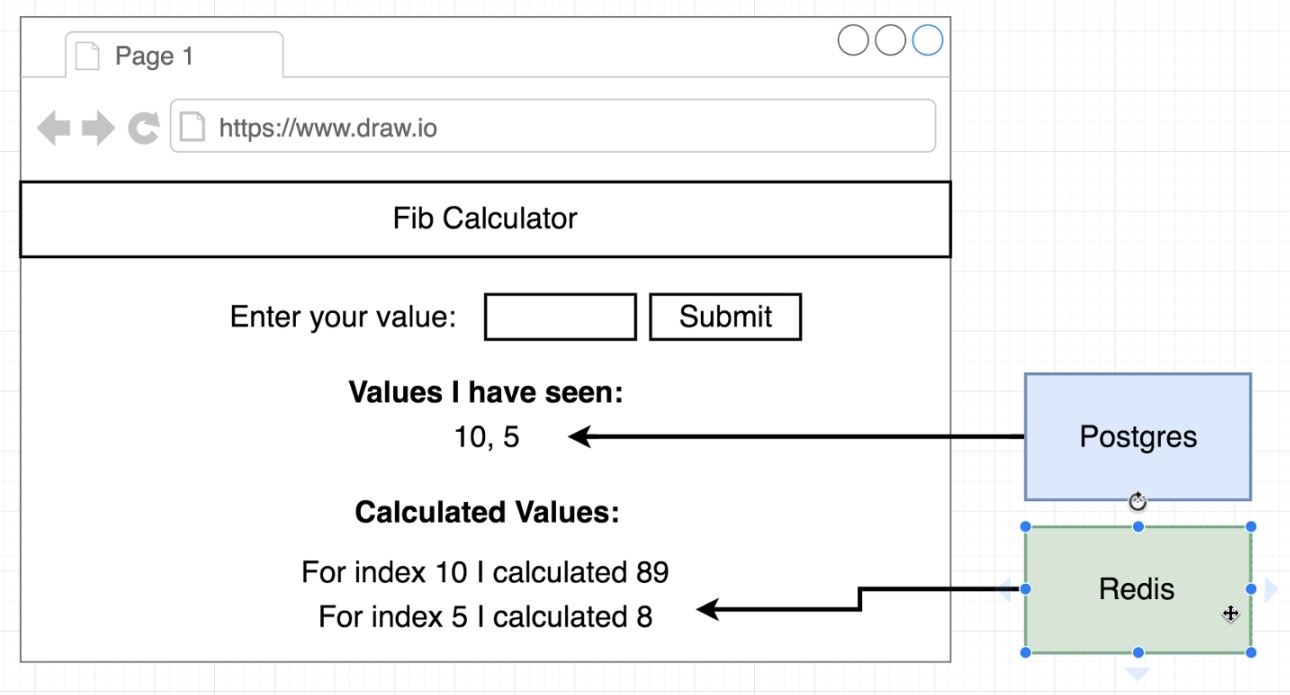 Page 1
https://www.draw.io
Fib Calculator
Enter your value:
Submit
Values I have seen:
10, 5
Postgres
Calculated Values:
For index 10 I calculated 89
For index 5 I calculated 8
Redis